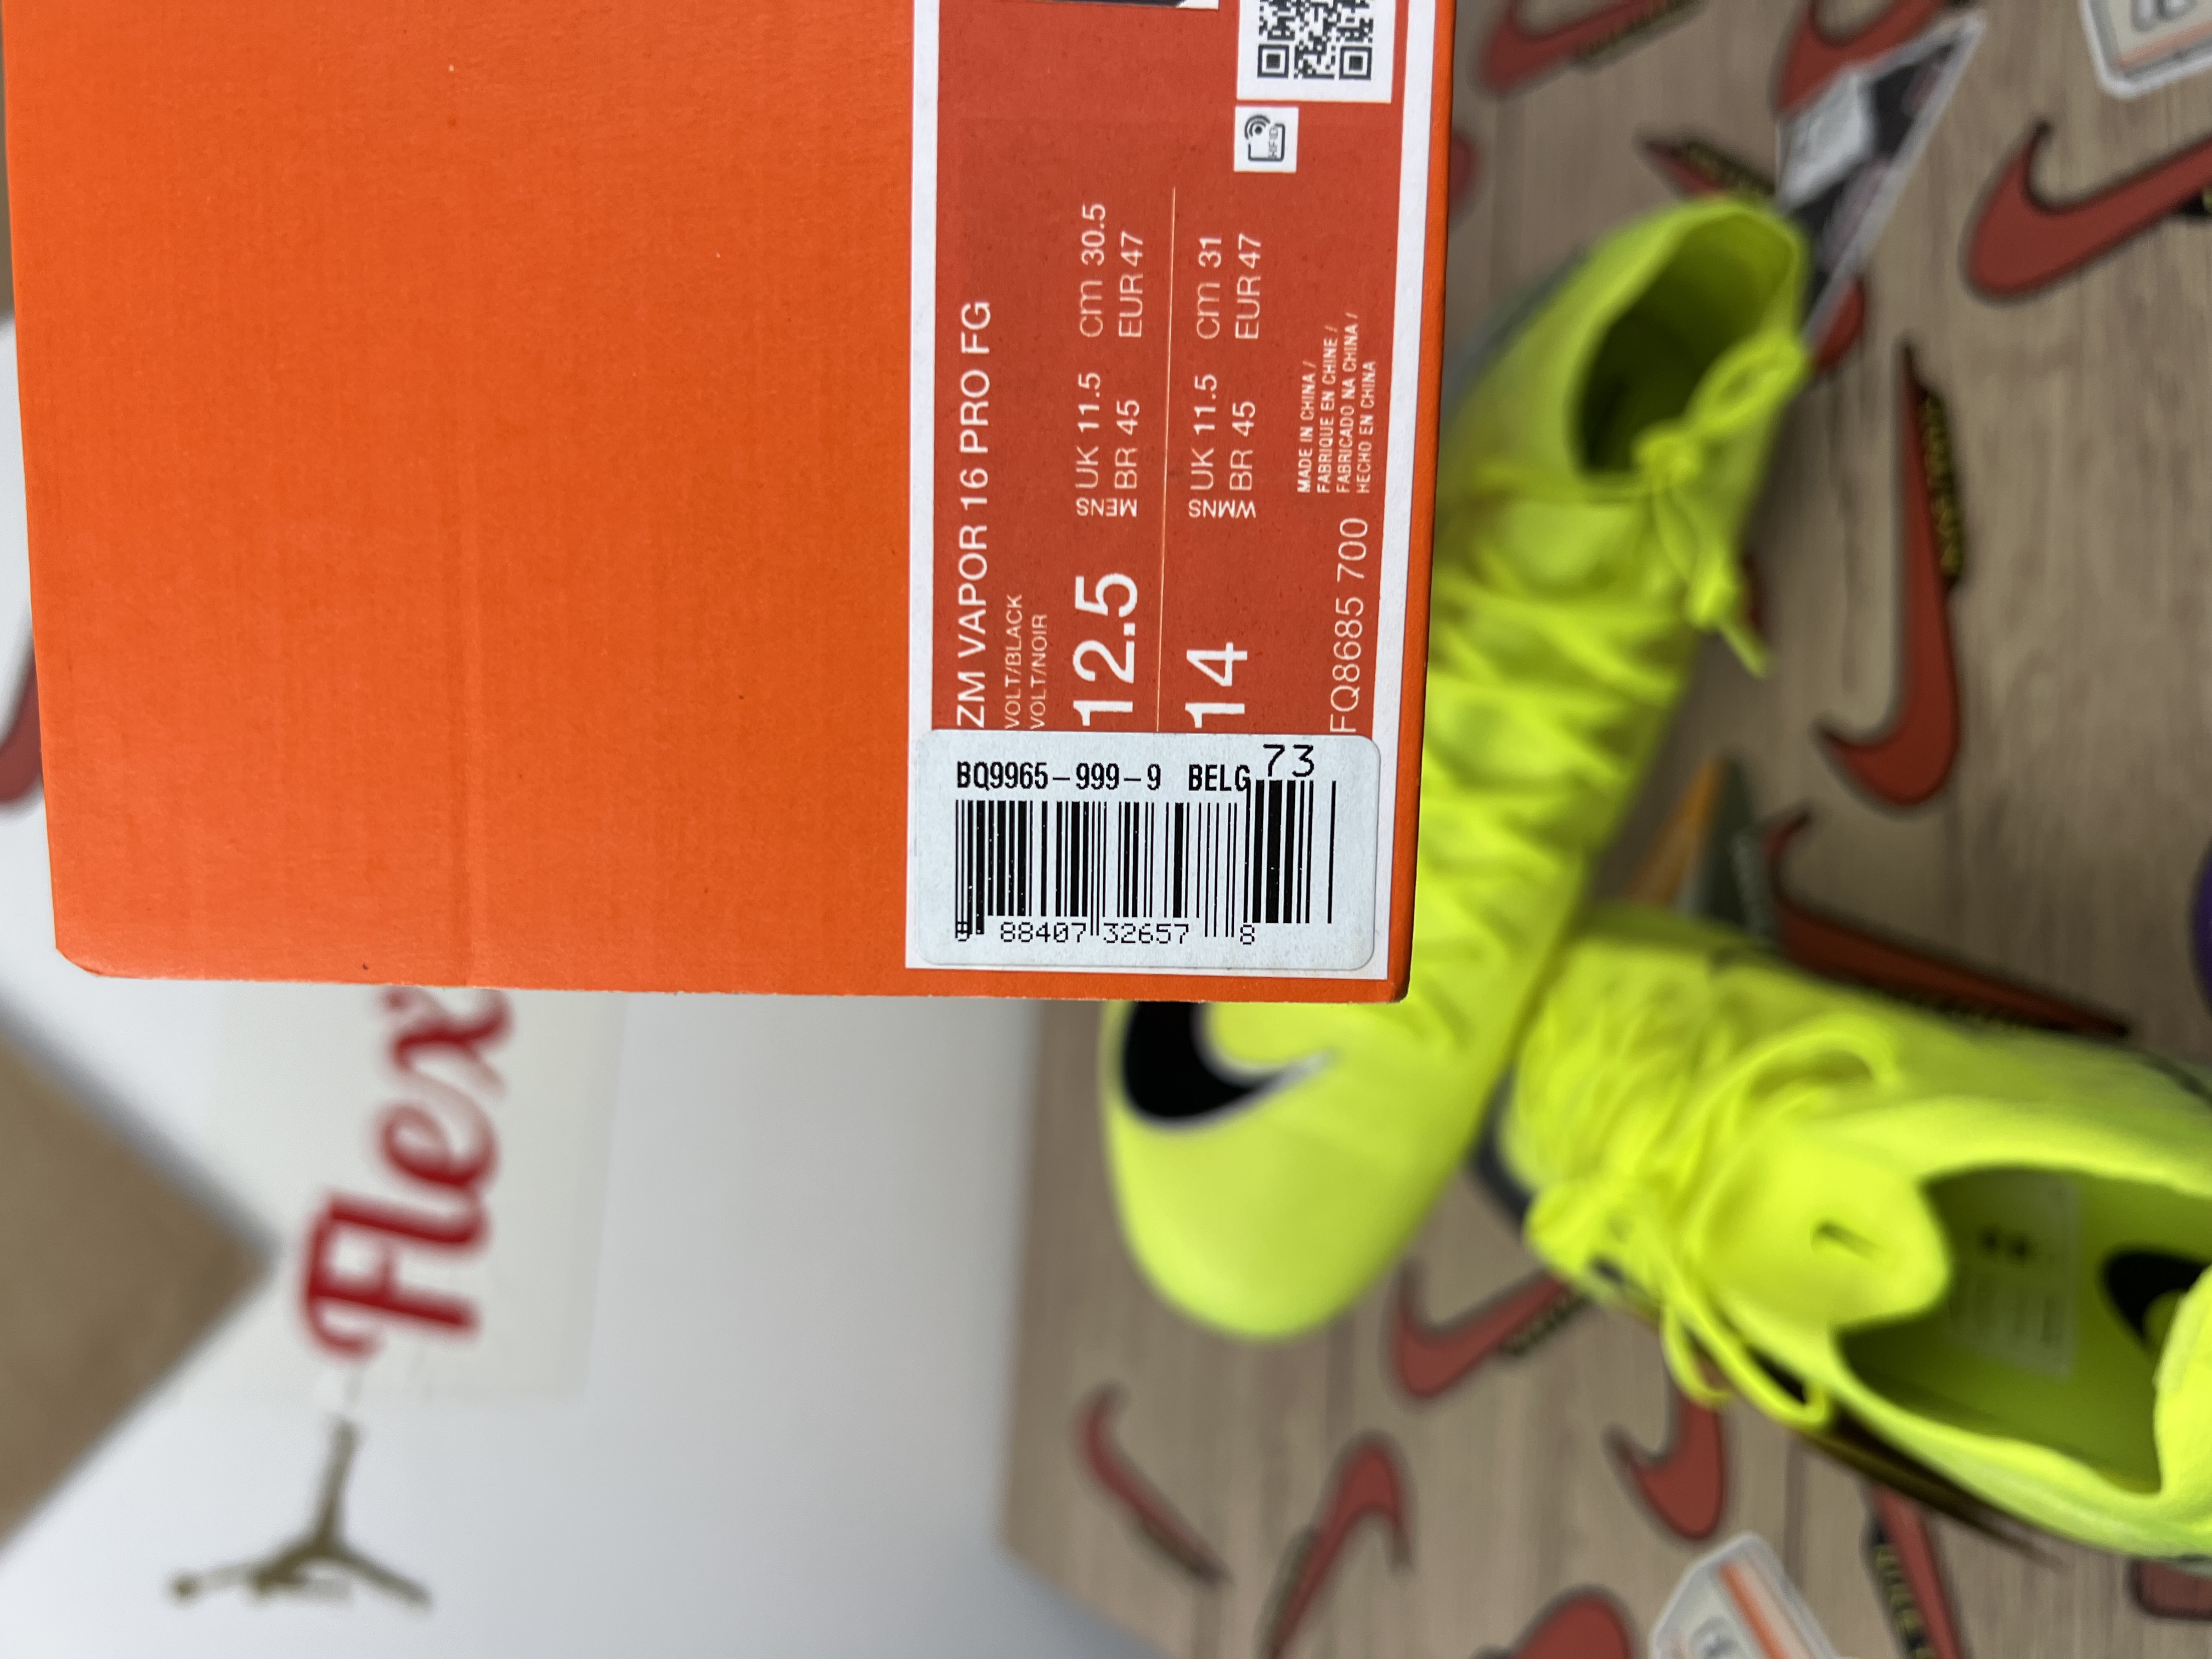 Flex
BQ9965-999-9 BELG 73
88407 32657 8
ZM VAPOR 16 PRO FG
VOLT/BLACK
VOLT/NOIR
12.5 MENS UK 11.5 cm 30.5
BR 45 EUR 47
14 WMNS UK 11.5 cm 31
BR 45 EUR 47
RFID
FQ8685 700
MADE IN CHINA /
FABRIQUE EN CHINE /
FABRICADO NA CHINA /
HECHO EN CHINA